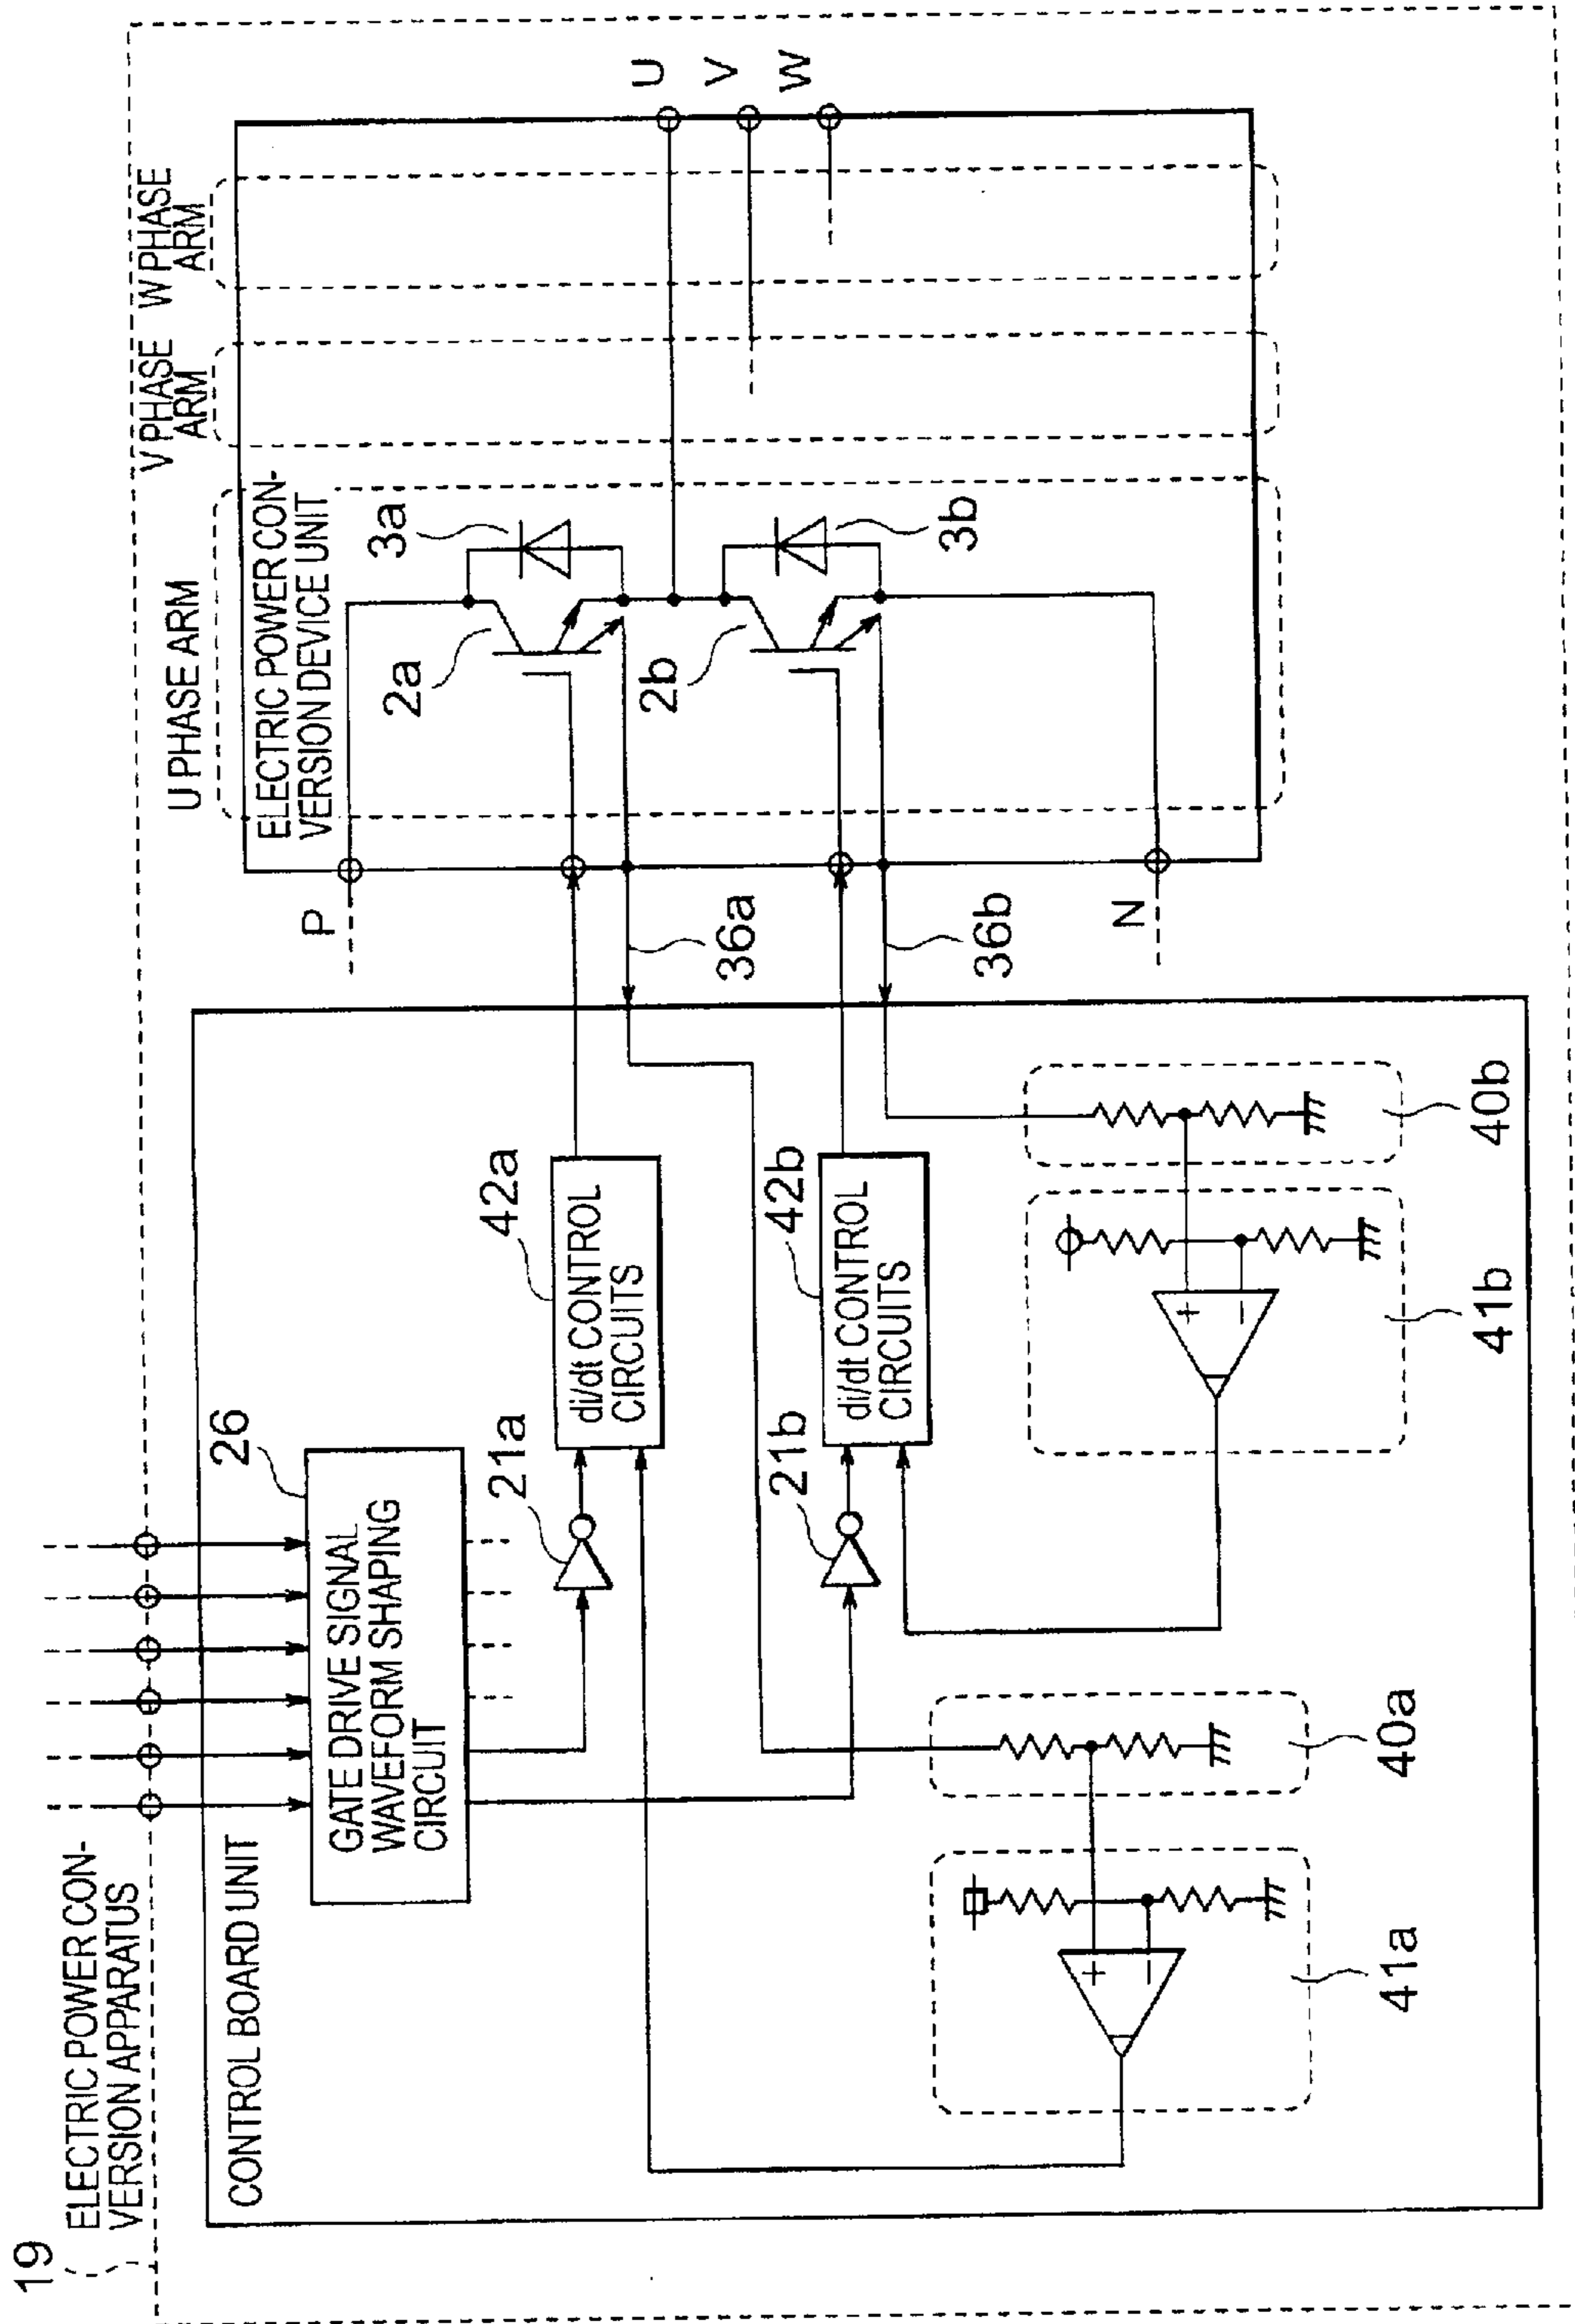 19
ELECTRIC POWER CON-
VERSION APPARATUS
CONTROL BOARD UNIT
26
GATE DRIVE SIGNAL
WAVEFORM SHAPING
CIRCUIT
21a
42a
di/dt CONTROL
CIRCUITS
21b
42b
di/dt CONTROL
CIRCUITS
+
−
41a
40a
+
−
41b
40b
36a
36b
P
N
U PHASE ARM
ELECTRIC POWER CON-
VERSION DEVICE UNIT
2a
3a
2b
3b
V PHASE
ARM
W PHASE
ARM
U
V
W